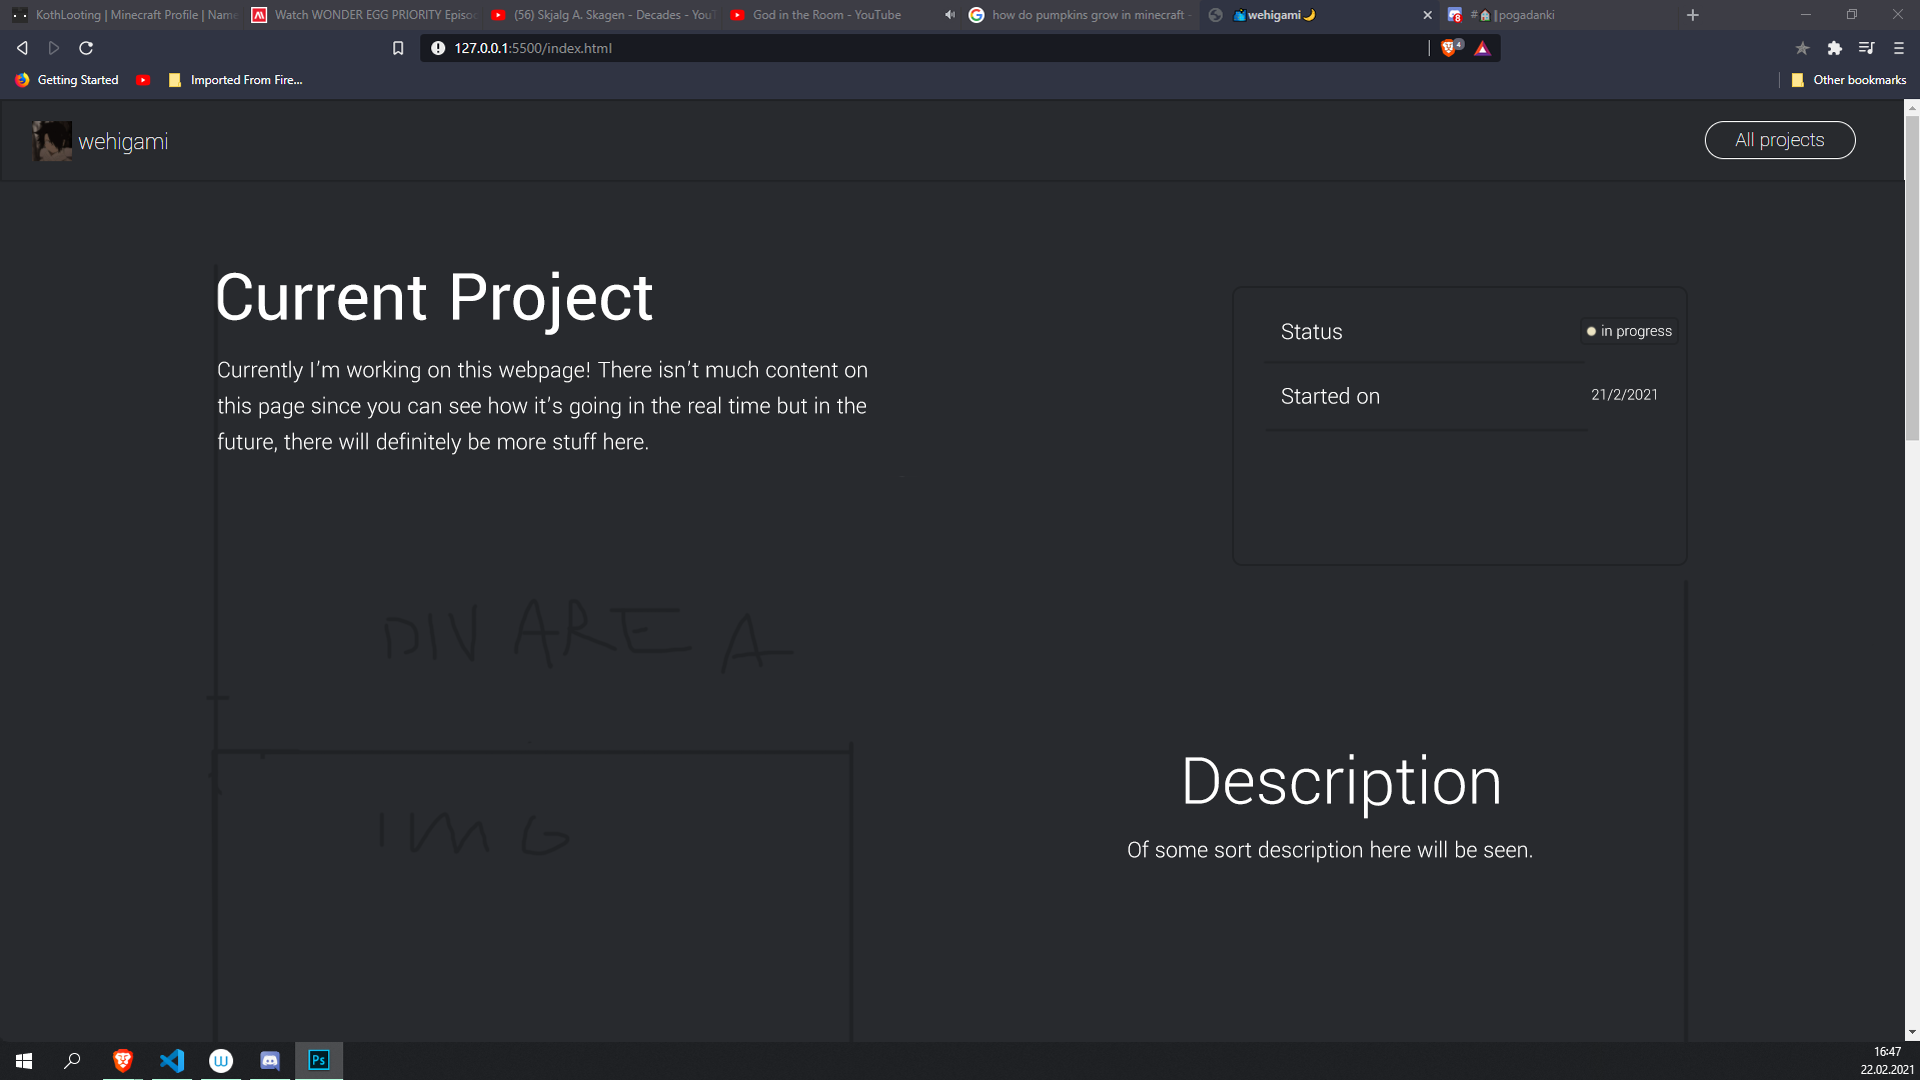 KothLooting | Minecraft Profile | Name
Watch WONDER EGG PRIORITY Episo
(56) Skjalg A. Skagen - Decades - YouT
God in the Room - YouTube
how do pumpkins grow in minecraft -
wehigami
#pogadanki
127.0.0.1:5500/index.html
4
Getting Started
Imported From Fire...
Other bookmarks
wehigami
All projects
Current Project
Currently I'm working on this webpage! There isn't much content on
this page since you can see how it's going in the real time but in the
future, there will definitely be more stuff here.
Status
in progress
Started on
21/2/2021
DIV AREA
IMG
Description
Of some sort description here will be seen.
Ps
16:47
22.02.2021